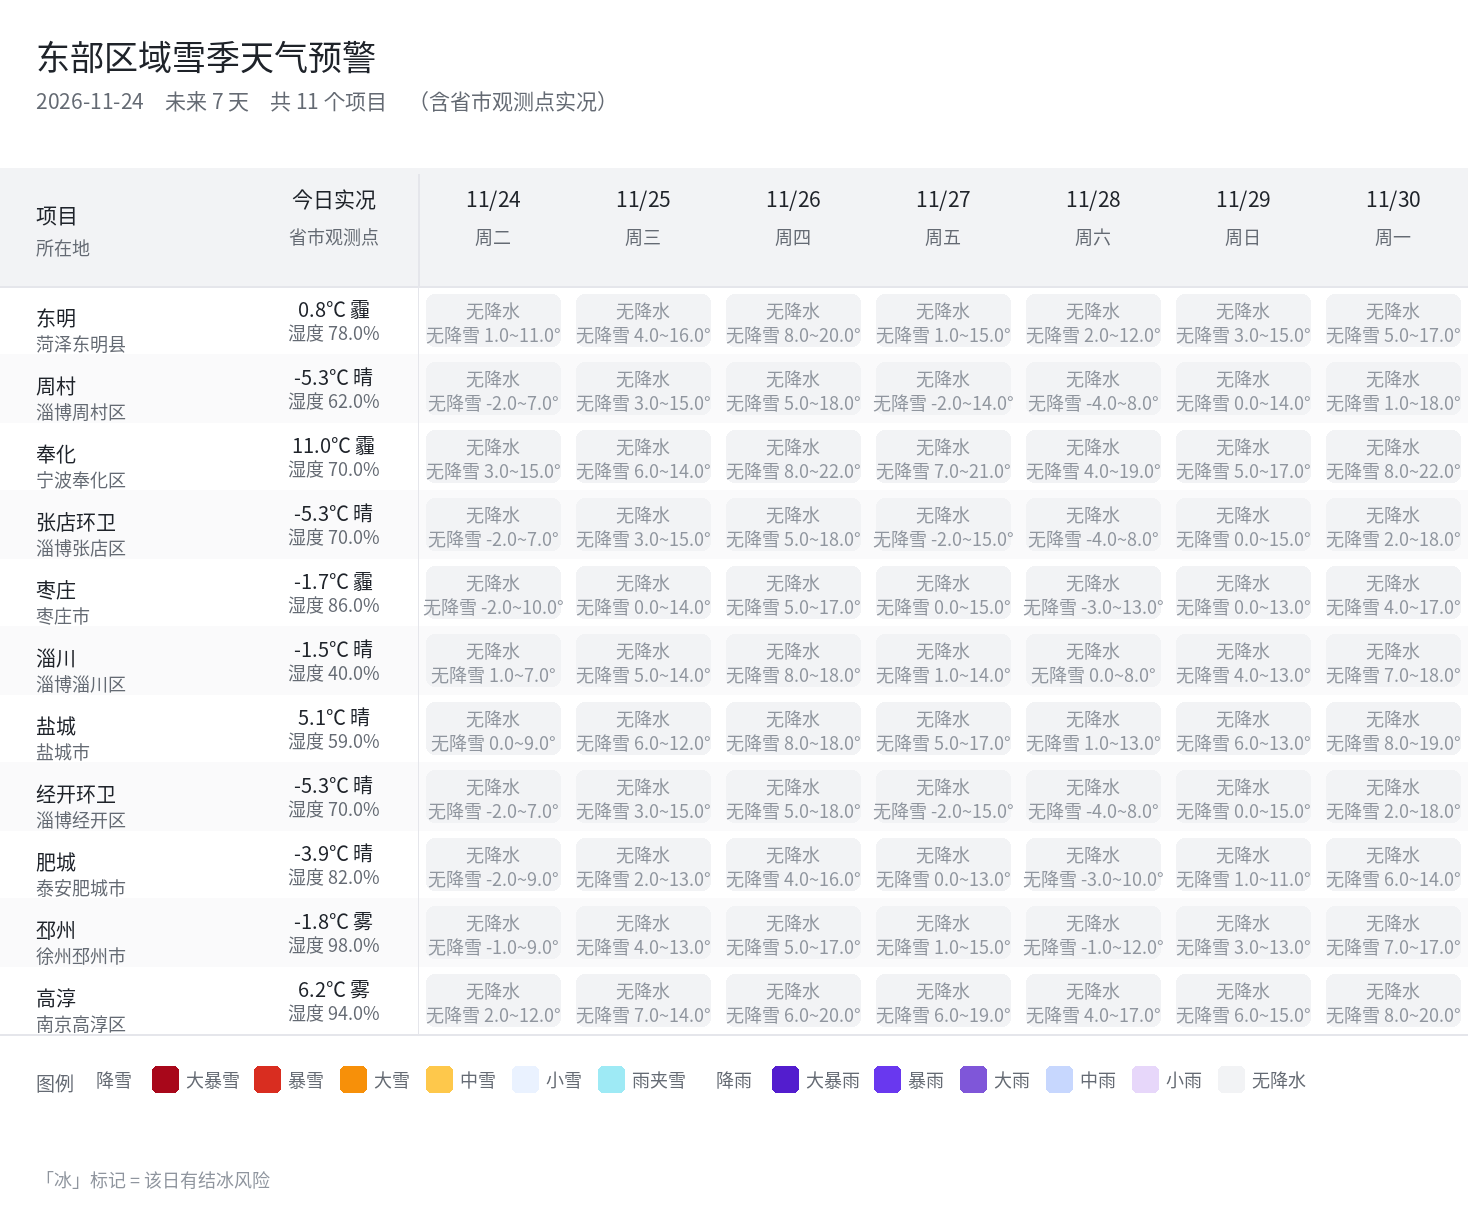 东部区域雪季天气预警
2026-11-24 未来 7 天 共 11 个项目 （含省市观测点实况）
项目 今日实况 11/24 11/25 11/26 11/27 11/28 11/29 11/30
所在地 省市观测点 周二 周三 周四 周五 周六 周日 周一
东明 0.8°C 霾 无降水 无降水 无降水 无降水 无降水 无降水 无降水
菏泽东明县 湿度 78.0% 无降雪 1.0~11.0° 无降雪 4.0~16.0° 无降雪 8.0~20.0° 无降雪 1.0~15.0° 无降雪 2.0~12.0° 无降雪 3.0~15.0° 无降雪 5.0~17.0°
周村 -5.3°C 晴 无降水 无降水 无降水 无降水 无降水 无降水 无降水
淄博周村区 湿度 62.0% 无降雪 -2.0~7.0° 无降雪 3.0~15.0° 无降雪 5.0~18.0° 无降雪 -2.0~14.0° 无降雪 -4.0~8.0° 无降雪 0.0~14.0° 无降雪 1.0~18.0°
奉化 11.0°C 霾 无降水 无降水 无降水 无降水 无降水 无降水 无降水
宁波奉化区 湿度 70.0% 无降雪 3.0~15.0° 无降雪 6.0~14.0° 无降雪 8.0~22.0° 无降雪 7.0~21.0° 无降雪 4.0~19.0° 无降雪 5.0~17.0° 无降雪 8.0~22.0°
张店环卫 -5.3°C 晴 无降水 无降水 无降水 无降水 无降水 无降水 无降水
淄博张店区 湿度 70.0% 无降雪 -2.0~7.0° 无降雪 3.0~15.0° 无降雪 5.0~18.0° 无降雪 -2.0~15.0° 无降雪 -4.0~8.0° 无降雪 0.0~15.0° 无降雪 2.0~18.0°
枣庄 -1.7°C 霾 无降水 无降水 无降水 无降水 无降水 无降水 无降水
枣庄市 湿度 86.0% 无降雪 -2.0~10.0° 无降雪 0.0~14.0° 无降雪 5.0~17.0° 无降雪 0.0~15.0° 无降雪 -3.0~13.0° 无降雪 0.0~13.0° 无降雪 4.0~17.0°
淄川 -1.5°C 晴 无降水 无降水 无降水 无降水 无降水 无降水 无降水
淄博淄川区 湿度 40.0% 无降雪 1.0~7.0° 无降雪 5.0~14.0° 无降雪 8.0~18.0° 无降雪 1.0~14.0° 无降雪 0.0~8.0° 无降雪 4.0~13.0° 无降雪 7.0~18.0°
盐城 5.1°C 晴 无降水 无降水 无降水 无降水 无降水 无降水 无降水
盐城市 湿度 59.0% 无降雪 0.0~9.0° 无降雪 6.0~12.0° 无降雪 8.0~18.0° 无降雪 5.0~17.0° 无降雪 1.0~13.0° 无降雪 6.0~13.0° 无降雪 8.0~19.0°
经开环卫 -5.3°C 晴 无降水 无降水 无降水 无降水 无降水 无降水 无降水
淄博经开区 湿度 70.0% 无降雪 -2.0~7.0° 无降雪 3.0~15.0° 无降雪 5.0~18.0° 无降雪 -2.0~15.0° 无降雪 -4.0~8.0° 无降雪 0.0~15.0° 无降雪 2.0~18.0°
肥城 -3.9°C 晴 无降水 无降水 无降水 无降水 无降水 无降水 无降水
泰安肥城市 湿度 82.0% 无降雪 -2.0~9.0° 无降雪 2.0~13.0° 无降雪 4.0~16.0° 无降雪 0.0~13.0° 无降雪 -3.0~10.0° 无降雪 1.0~11.0° 无降雪 6.0~14.0°
邳州 -1.8°C 雾 无降水 无降水 无降水 无降水 无降水 无降水 无降水
徐州邳州市 湿度 98.0% 无降雪 -1.0~9.0° 无降雪 4.0~13.0° 无降雪 5.0~17.0° 无降雪 1.0~15.0° 无降雪 -1.0~12.0° 无降雪 3.0~13.0° 无降雪 7.0~17.0°
高淳 6.2°C 雾 无降水 无降水 无降水 无降水 无降水 无降水 无降水
南京高淳区 湿度 94.0% 无降雪 2.0~12.0° 无降雪 7.0~14.0° 无降雪 6.0~20.0° 无降雪 6.0~19.0° 无降雪 4.0~17.0° 无降雪 6.0~15.0° 无降雪 8.0~20.0°
图例 降雪 大暴雪 暴雪 大雪 中雪 小雪 雨夹雪 降雨 大暴雨 暴雨 大雨 中雨 小雨 无降水
「冰」标记 = 该日有结冰风险